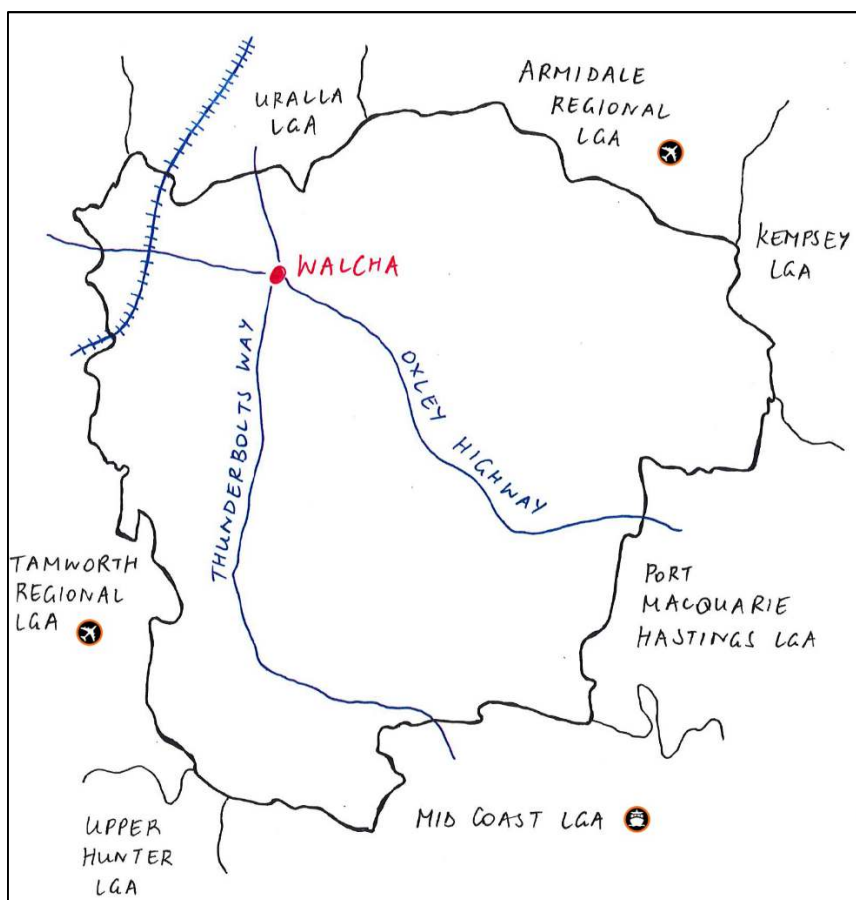 URALLA
LGA
ARMIDALE
REGIONAL
LGA
KEMPSEY
LGA
WALCHA
OXLEY HIGHWAY
THUNDERBOLTS WAY
TAMWORTH
REGIONAL
LGA
PORT
MACQUARIE
HASTINGS LGA
MID COAST LGA
UPPER
HUNTER
LGA